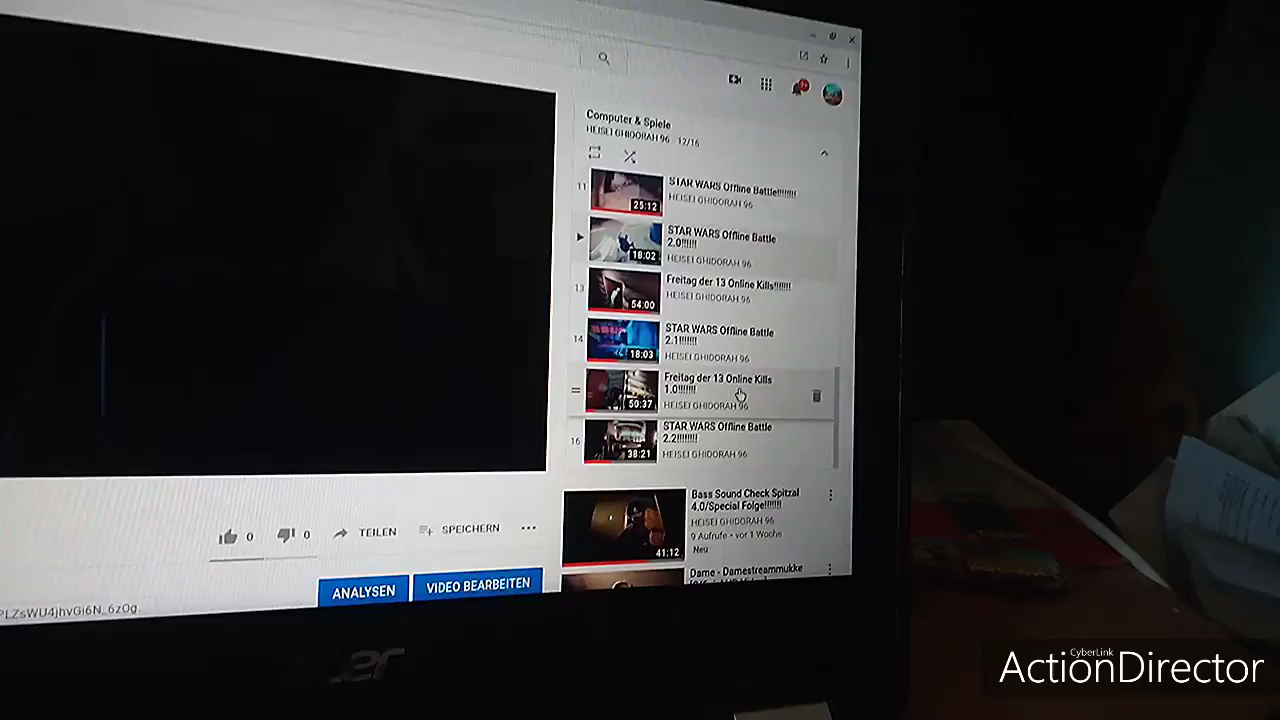 Computer & Spiele
HEISEI GHIDORAH 96 - 12/16
11
STAR WARS Offline Battle!!!!!!!!
HEISEI GHIDORAH 96
25:12
STAR WARS Offline Battle
2.0!!!!!!!
HEISEI GHIDORAH 96
18:02
13
Freitag der 13 Online Kills!!!!!!!
HEISEI GHIDORAH 96
54:00
14
STAR WARS Offline Battle
2.1!!!!!!!
HEISEI GHIDORAH 96
18:03
Freitag der 13 Online Kills
1.0!!!!!!!
HEISEI GHIDORAH 96
50:37
16
STAR WARS Offline Battle
2.2!!!!!!!!
HEISEI GHIDORAH 96
38:21
Bass Sound Check Spitzal
4.0/Special Folge!!!!!!!
HEISEI GHIDORAH 96
9 Aufrufe • vor 1 Woche
Neu
41:12
Dame - Damestreammukke
0
0
TEILEN
SPEICHERN
ANALYSEN
VIDEO BEARBEITEN
PLZsWU4jhvGi6N_6zOg
acer
CyberLink
ActionDirector